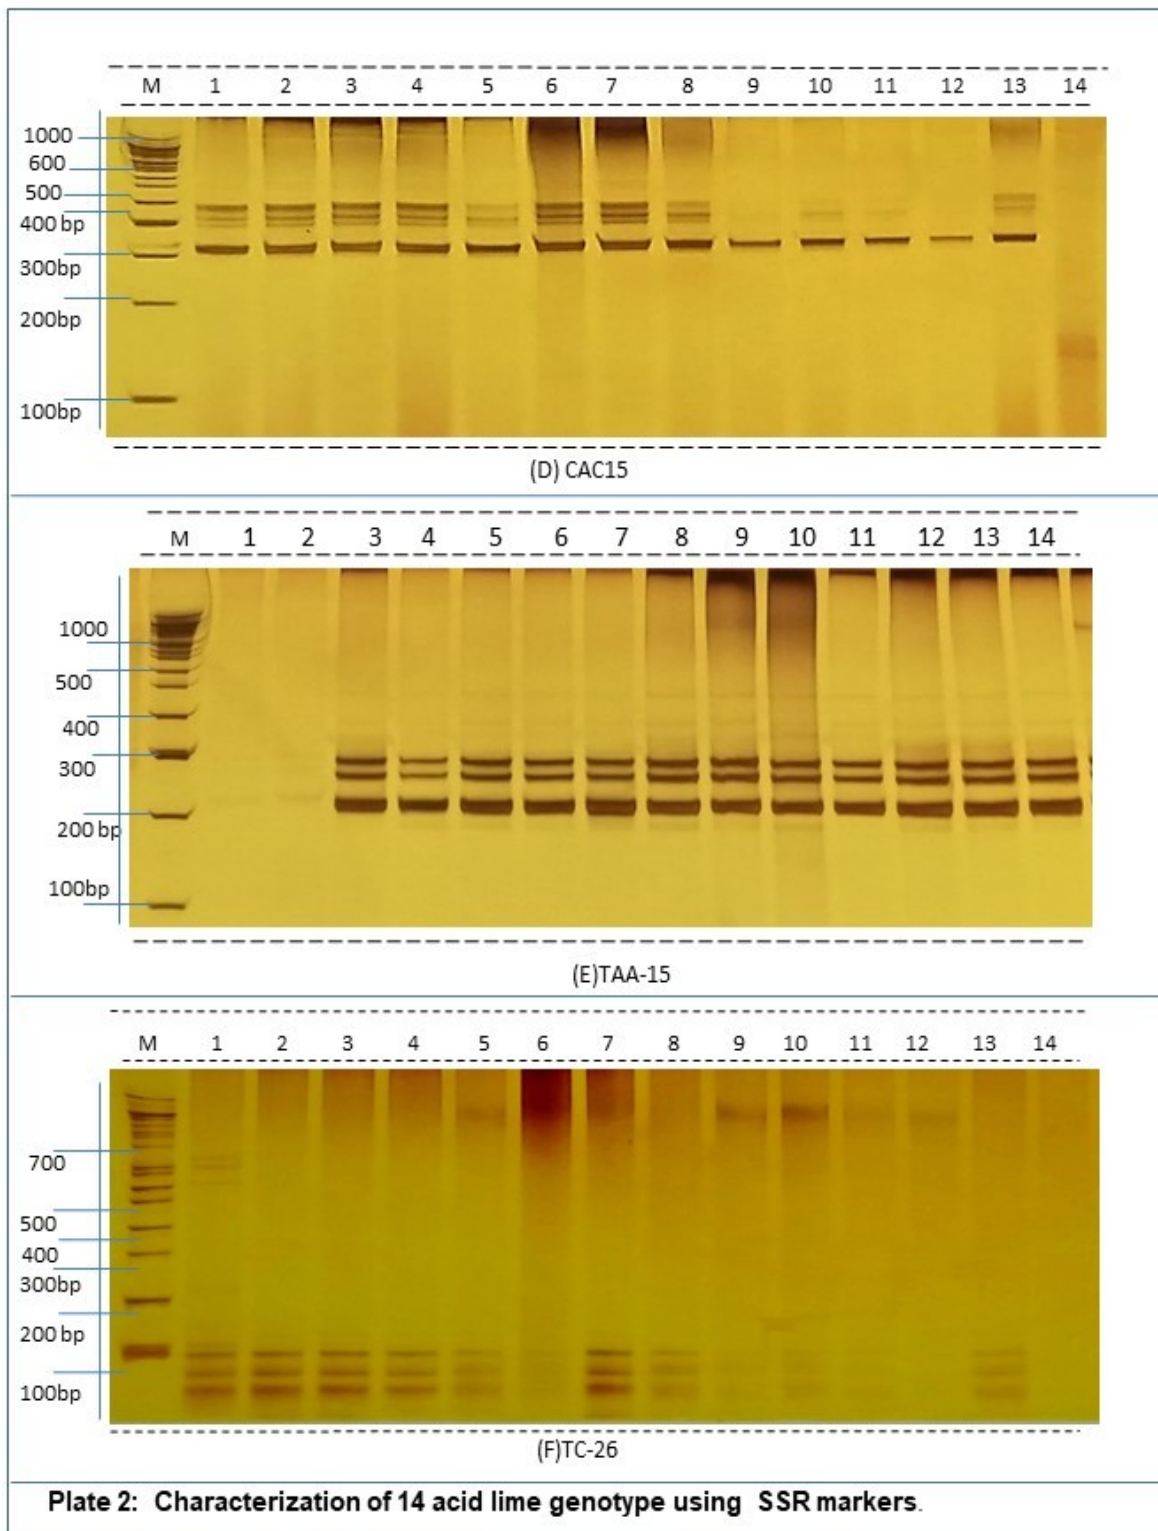 M 1 2 3 4 5 6 7 8 9 10 11 12 13 14
1000
600
500
400 bp
300bp
200bp
100bp
(D) CAC15
M 1 2 3 4 5 6 7 8 9 10 11 12 13 14
1000
500
400
300
200 bp
100bp
(E)TAA-15
M 1 2 3 4 5 6 7 8 9 10 11 12 13 14
700
500
400
300bp
200 bp
100bp
(F)TC-26
Plate 2: Characterization of 14 acid lime genotype using SSR markers.